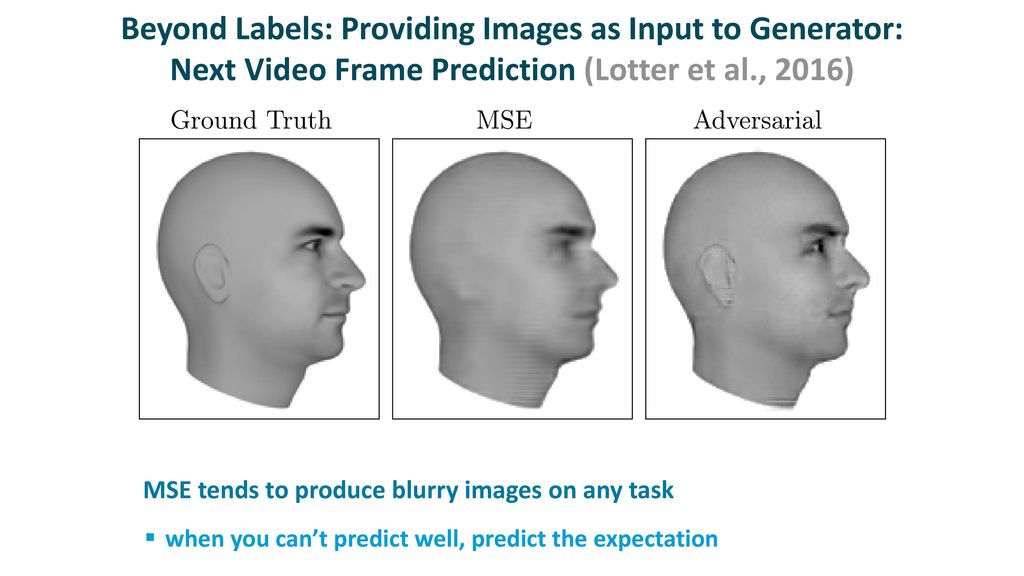 Beyond Labels: Providing Images as Input to Generator:
Next Video Frame Prediction (Lotter et al., 2016)
Ground Truth MSE Adversarial
MSE tends to produce blurry images on any task
▪ when you can’t predict well, predict the expectation